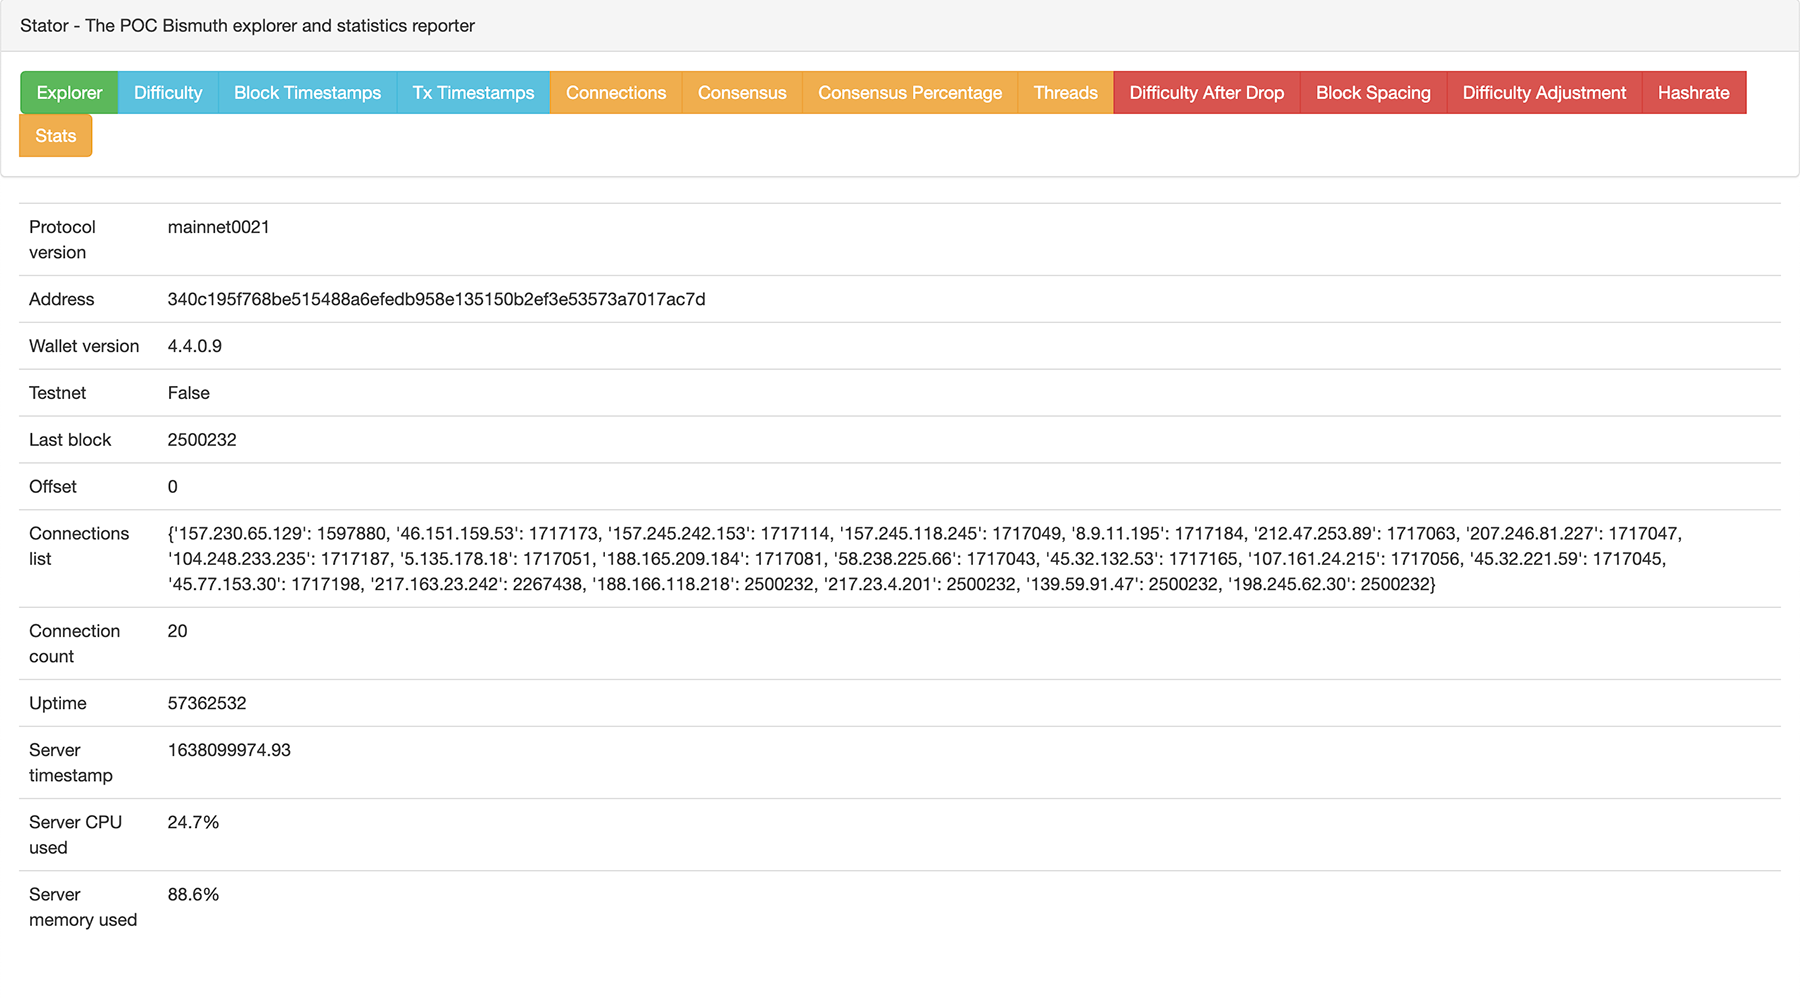 Stator - The POC Bismuth explorer and statistics reporter
Explorer Difficulty Block Timestamps Tx Timestamps Connections Consensus Consensus Percentage Threads Difficulty After Drop Block Spacing Difficulty Adjustment Hashrate
Stats
Protocol version mainnet0021
Address 340c195f768be515488a6efedb958e135150b2ef3e53573a7017ac7d
Wallet version 4.4.0.9
Testnet False
Last block 2500232
Offset 0
Connections list {'157.230.65.129': 1597880, '46.151.159.53': 1717173, '157.245.242.153': 1717114, '157.245.118.245': 1717049, '8.9.11.195': 1717184, '212.47.253.89': 1717063, '207.246.81.227': 1717047,
'104.248.233.235': 1717187, '5.135.178.18': 1717051, '188.165.209.184': 1717081, '58.238.225.66': 1717043, '45.32.132.53': 1717165, '107.161.24.215': 1717056, '45.32.221.59': 1717045,
'45.77.153.30': 1717198, '217.163.23.242': 2267438, '188.166.118.218': 2500232, '217.23.4.201': 2500232, '139.59.91.47': 2500232, '198.245.62.30': 2500232}
Connection count 20
Uptime 57362532
Server timestamp 1638099974.93
Server CPU used 24.7%
Server memory used 88.6%